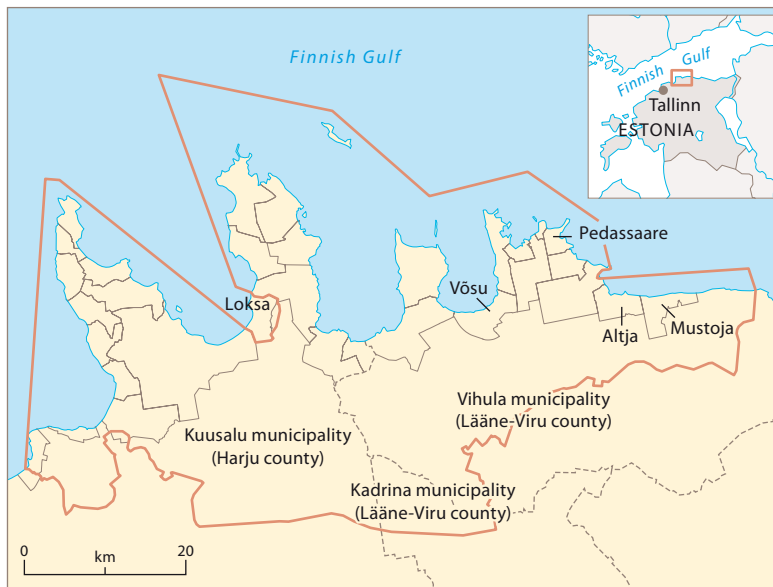 Finnish Gulf
Finnish Gulf
Tallinn
ESTONIA
Pedassaare
Võsu
Loksa
Altja
Mustoja
Vihula municipality
(Lääne-Viru county)
Kuusalu municipality
(Harju county)
Kadrina municipality
(Lääne-Viru county)
0 20
km